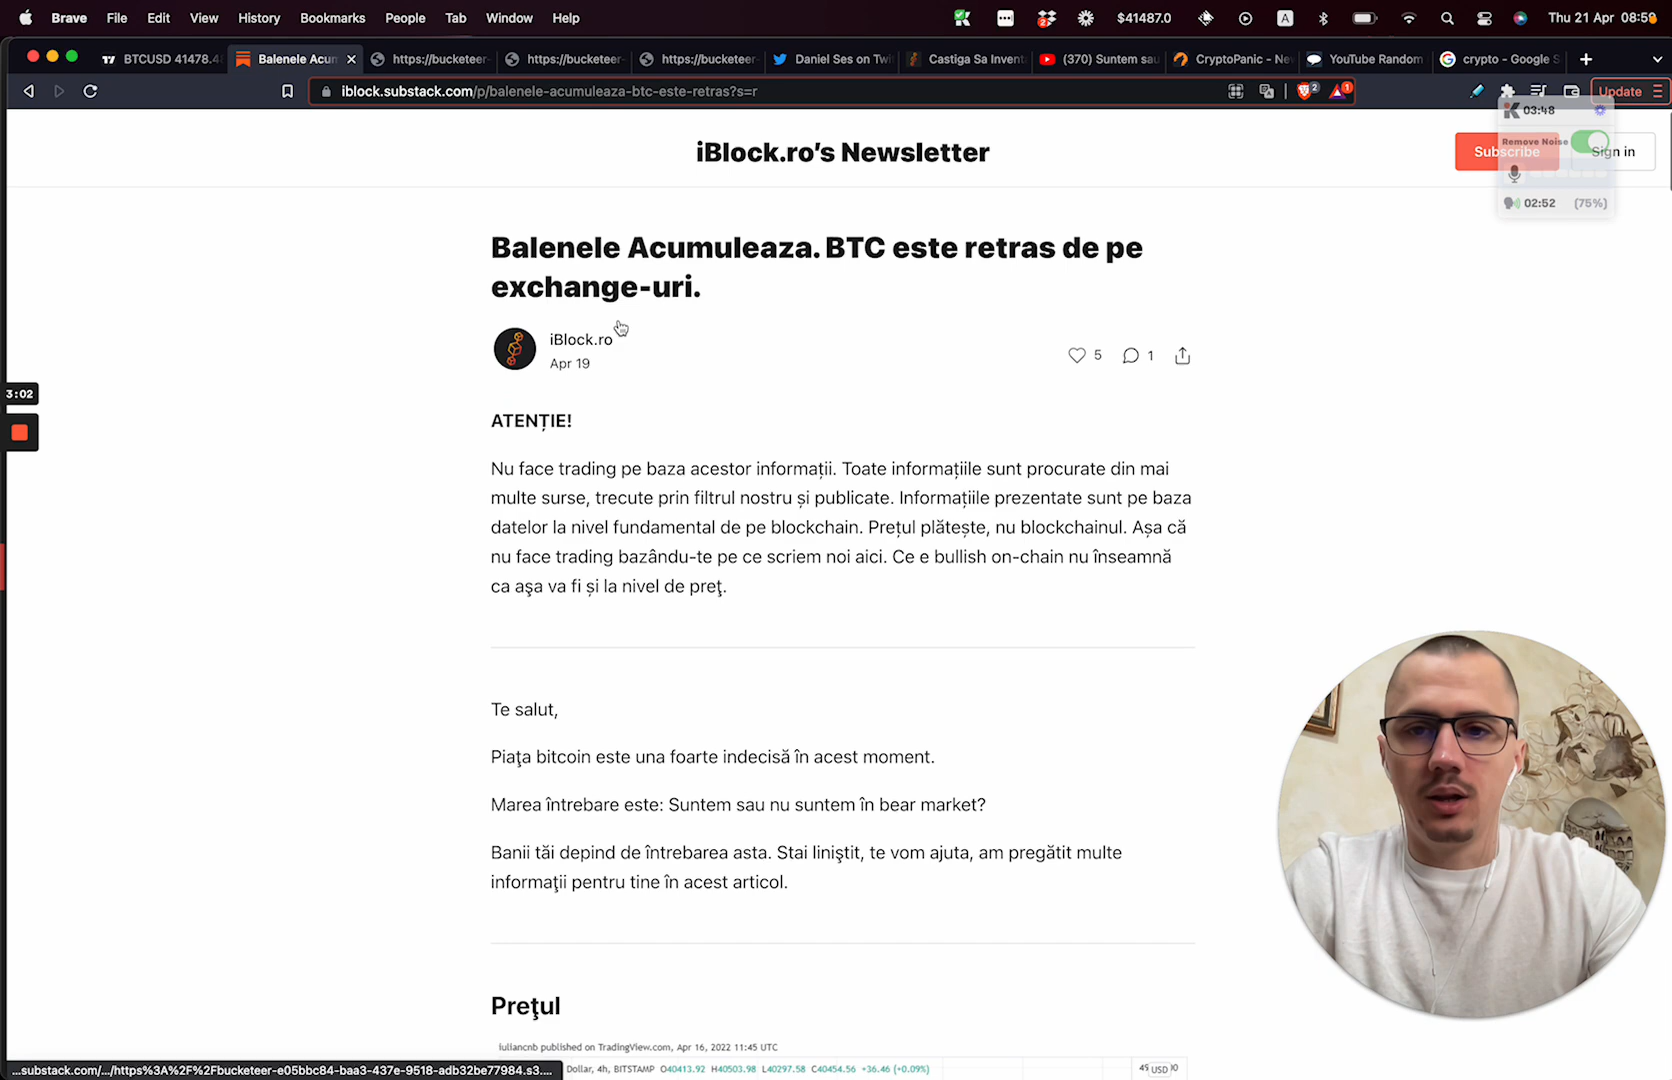 Brave File Edit View History Bookmarks People Tab Window Help $41487.0 A Thu 21 Apr 08:59
BTCUSD 41478.4 Balenele Acun https://bucketeer- https://bucketeer- https://bucketeer- Daniel Ses on Twi Castiga Sa Invent (370) Suntem sau CryptoPanic - Ne YouTube Random crypto - Google S
iblock.substack.com/p/balenele-acumuleaza-btc-este-retras?s=r 2 1 Update
03:48
iBlock.ro's Newsletter
Subscribe
Remove Noise
Sign in
02:52 (75%)
Balenele Acumuleaza. BTC este retras de pe
exchange-uri.
iBlock.ro
Apr 19
5 1
3:02
ATENȚIE!
Nu face trading pe baza acestor informații. Toate informațiile sunt procurate din mai
multe surse, trecute prin filtrul nostru și publicate. Informațiile prezentate sunt pe baza
datelor la nivel fundamental de pe blockchain. Prețul plătește, nu blockchainul. Așa că
nu face trading bazându-te pe ce scriem noi aici. Ce e bullish on-chain nu înseamnă
ca aşa va fi și la nivel de preţ.
Te salut,
Piaţa bitcoin este una foarte indecisă în acest moment.
Marea întrebare este: Suntem sau nu suntem în bear market?
Banii tăi depind de întrebarea asta. Stai liniştit, te vom ajuta, am pregătit multe
informaţii pentru tine în acest articol.
Preţul
iuliancnb published on TradingView.com, Apr 16, 2022 11:45 UTC
Dollar, 4h, BITSTAMP O40413.92 H40503.98 L40297.58 C40454.56 +36.46 (+0.09%)
USD
...substack.com/.../https%3A%2F%2Fbucketeer-e05bbc84-baa3-437e-9518-adb32be77984.s3....